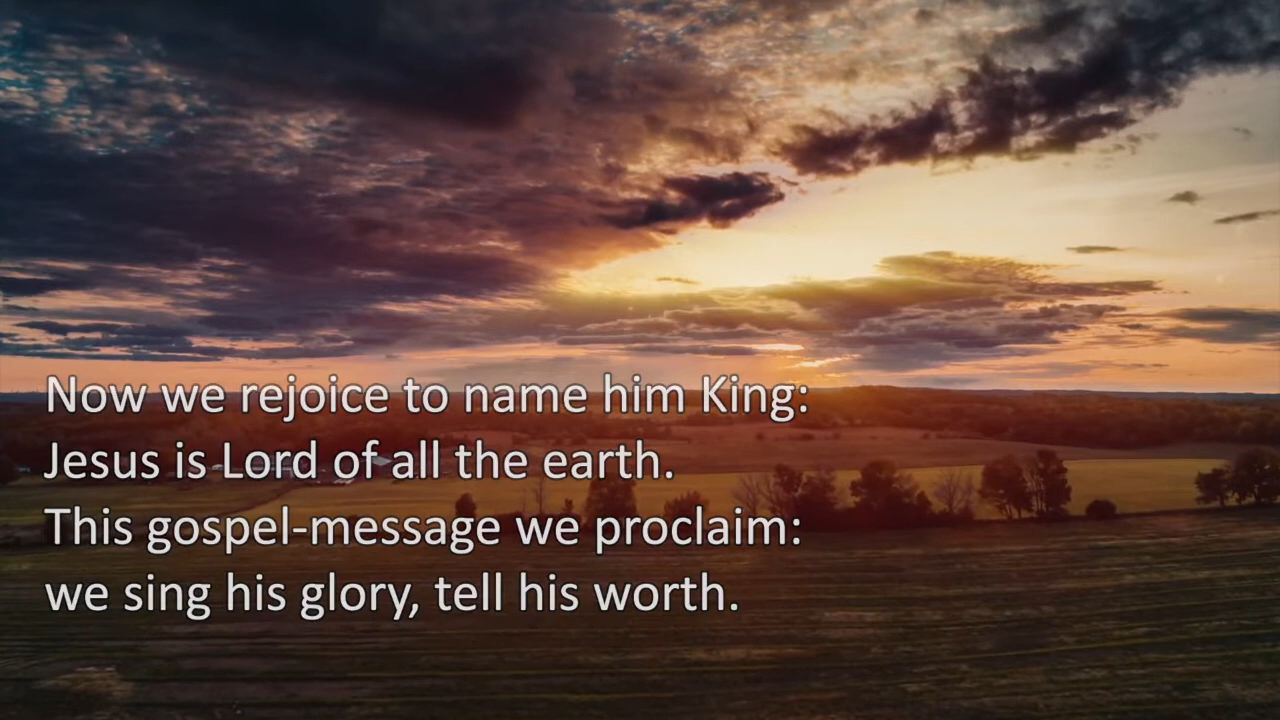 Now we rejoice to name him King:
Jesus is Lord of all the earth.
This gospel-message we proclaim:
we sing his glory, tell his worth.